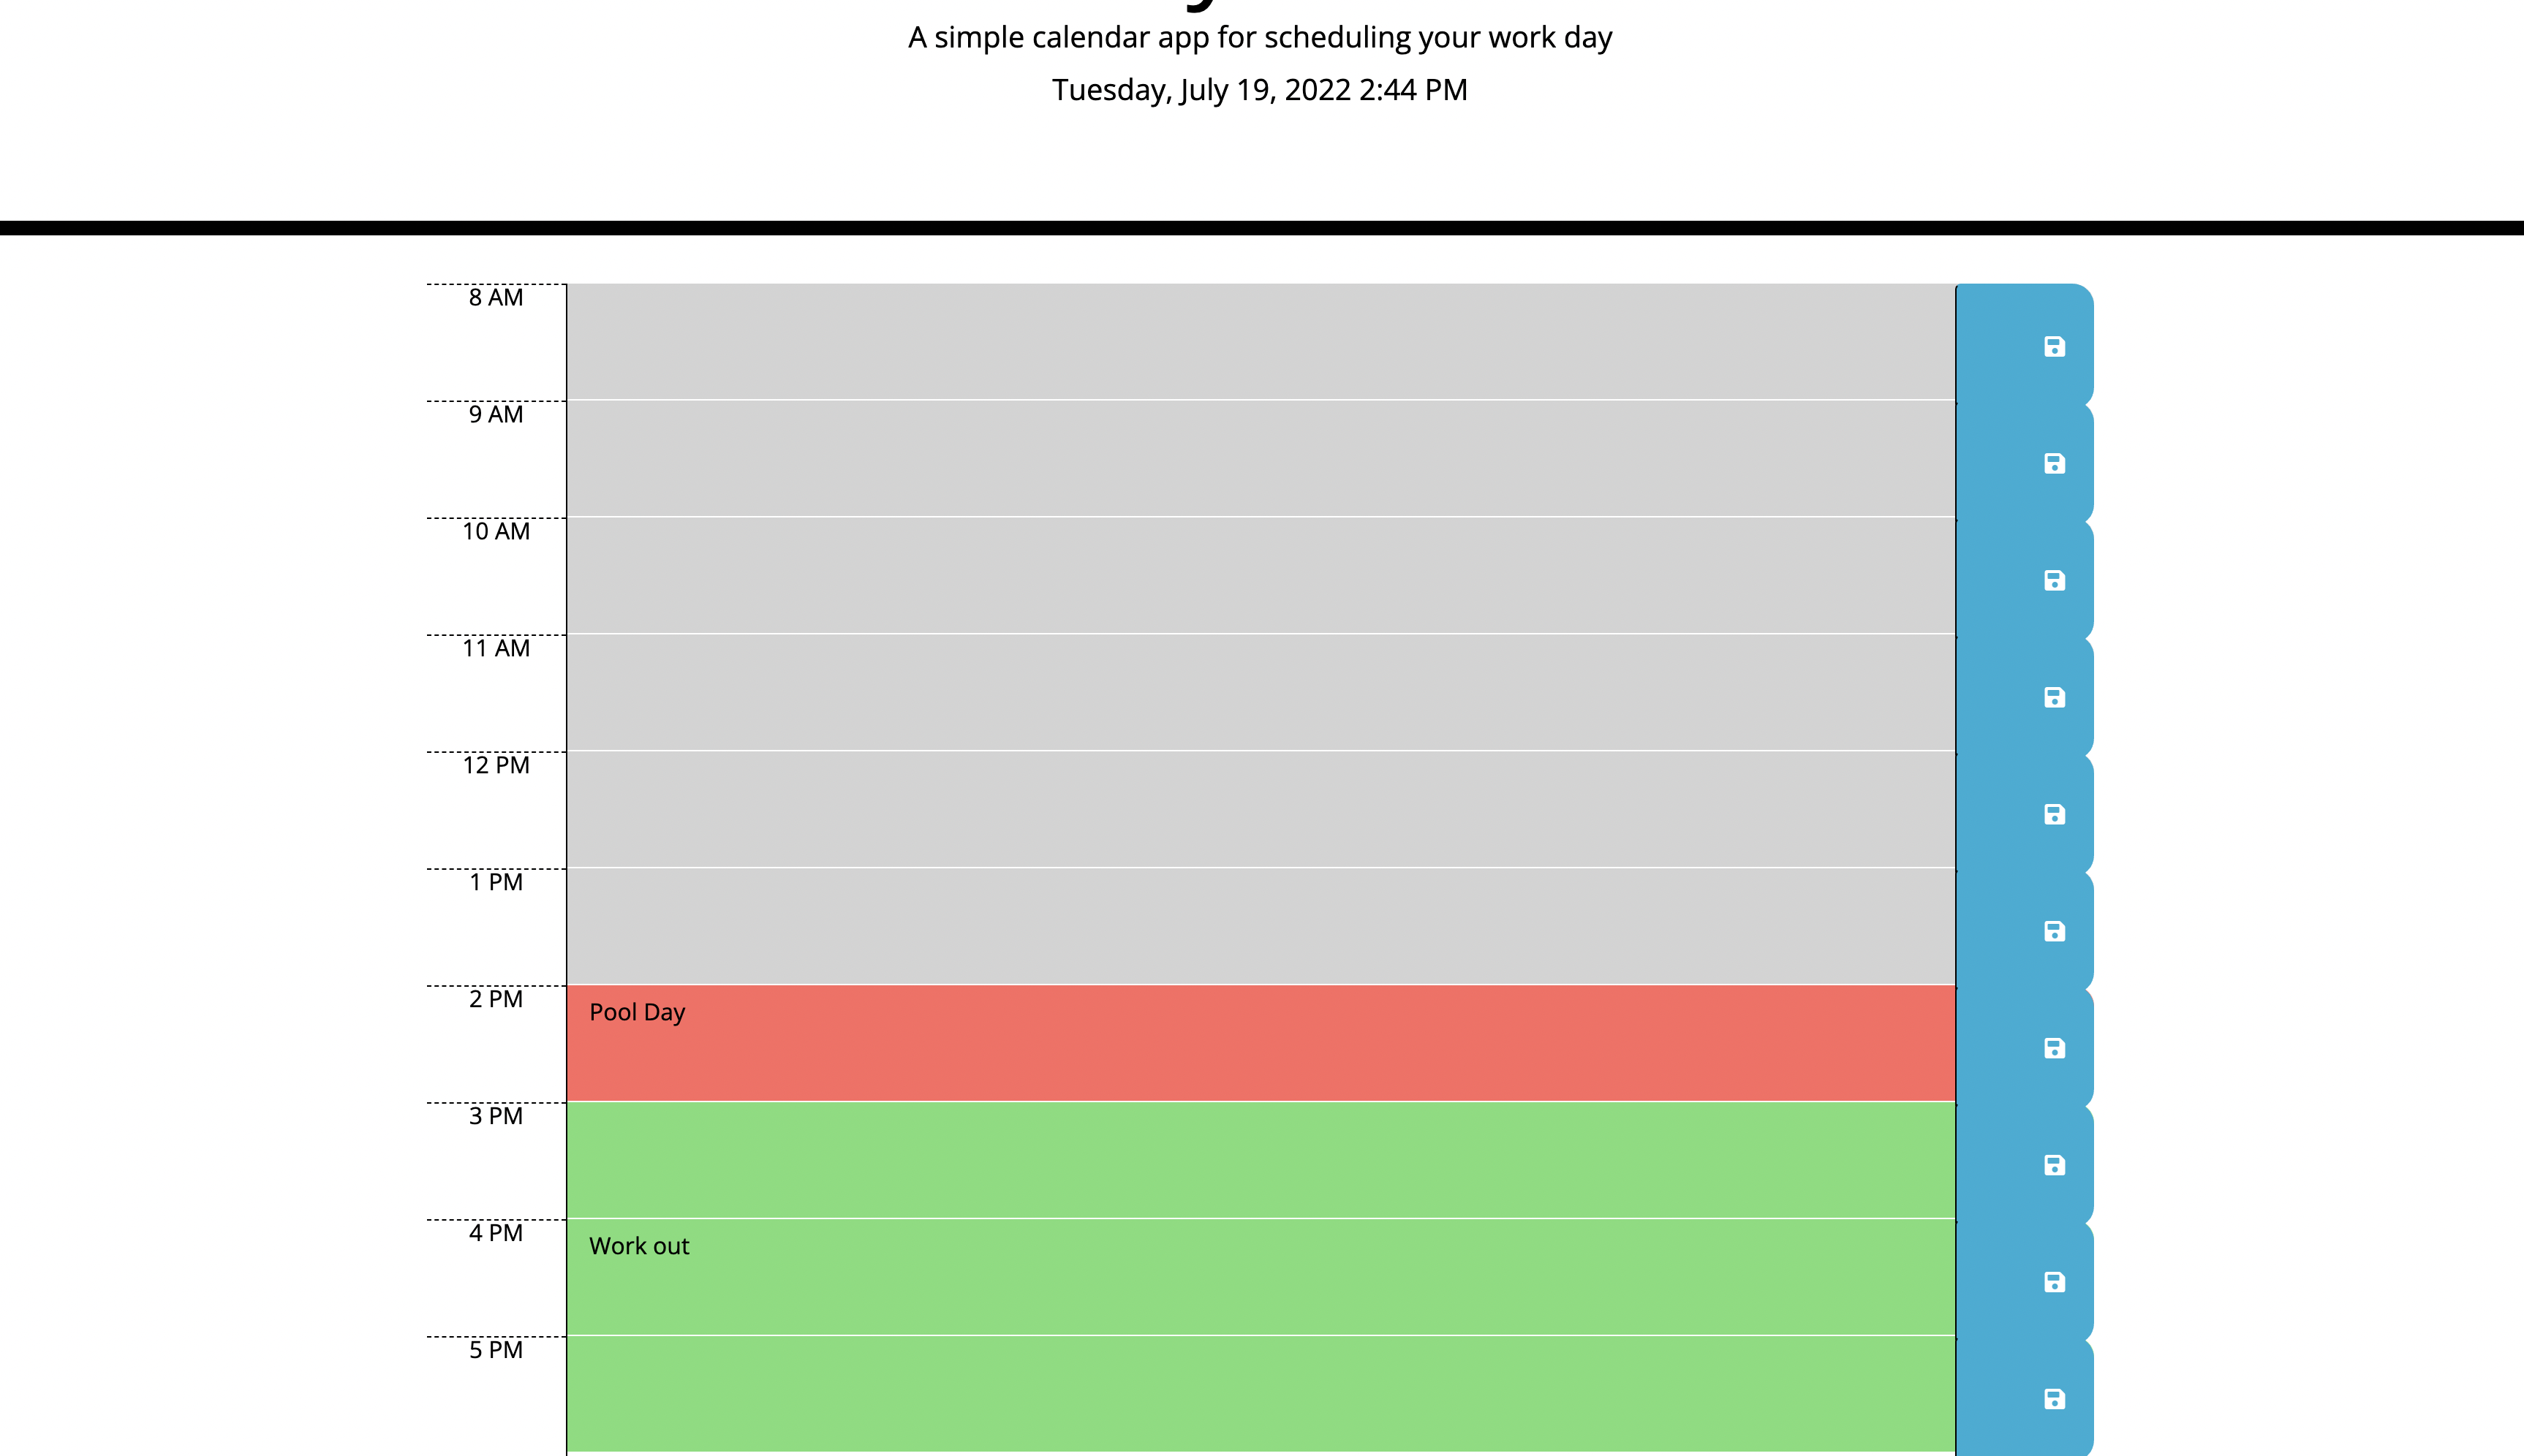 A simple calendar app for scheduling your work day
Tuesday, July 19, 2022 2:44 PM
8 AM
9 AM
10 AM
11 AM
12 PM
1 PM
2 PM
Pool Day
3 PM
4 PM
Work out
5 PM